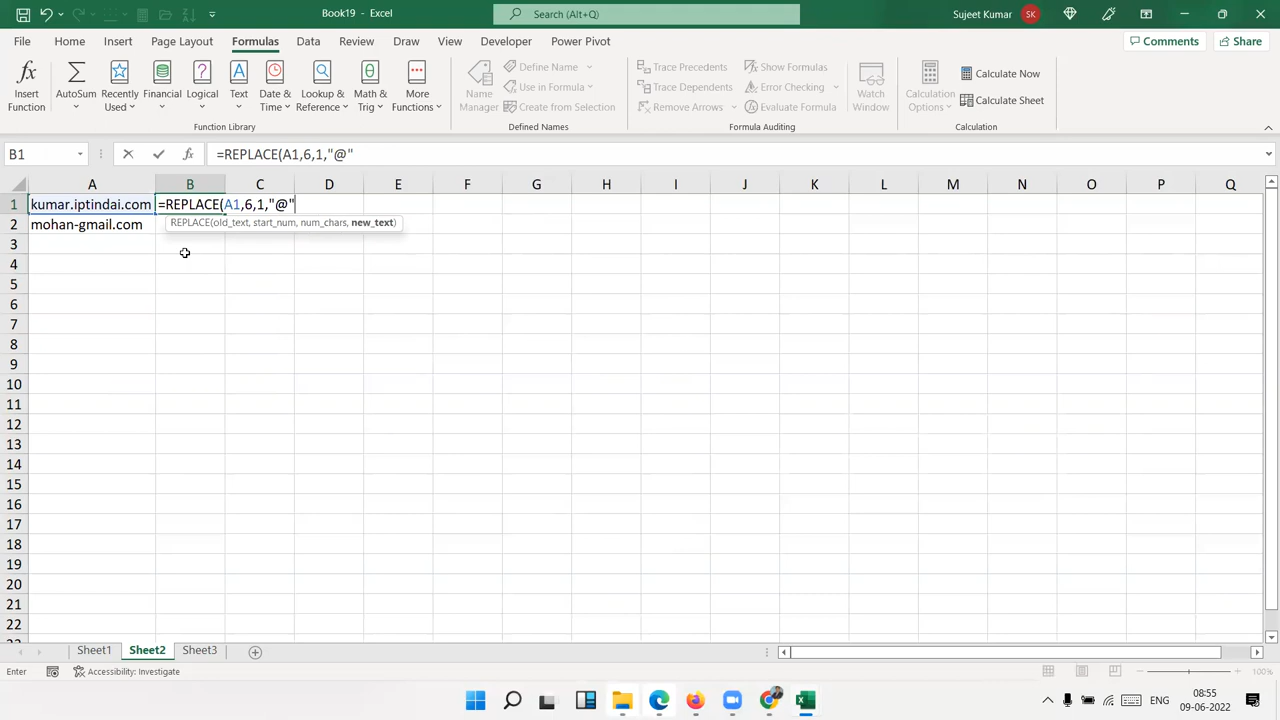 Book19 - Excel
Search (Alt+Q)
Sujeet Kumar
SK
File Home Insert Page Layout Formulas Data Review View Developer Power Pivot
Comments
Share
Insert Function
AutoSum
Recently Used
Financial
Logical
Text
Date & Time
Lookup & Reference
Math & Trig
More Functions
Function Library
Name Manager
Define Name
Use in Formula
Create from Selection
Defined Names
Trace Precedents
Trace Dependents
Remove Arrows
Show Formulas
Error Checking
Evaluate Formula
Formula Auditing
Watch Window
Calculation Options
Calculate Now
Calculate Sheet
Calculation
B1
fx
=REPLACE(A1,6,1,"@"
A B C D E F G H I J K L M N O P Q
1 kumar.iptindai.com =REPLACE(A1,6,1,"@"
REPLACE(old_text, start_num, num_chars, new_text)
2 mohan-gmail.com
3
4
5
6
7
8
9
10
11
12
13
14
15
16
17
18
19
20
21
22
23
Sheet1 Sheet2 Sheet3
Enter
Accessibility: Investigate
100%
ENG
08:55
09-06-2022